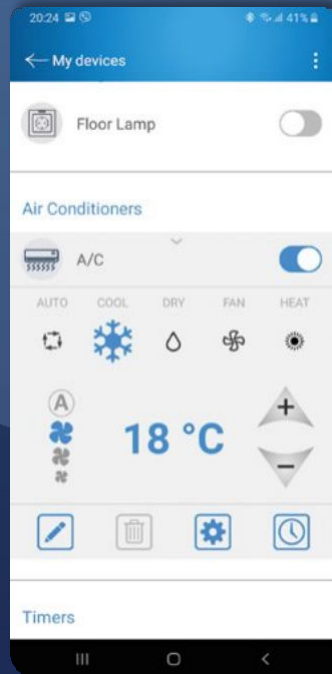 20:24 41%
My devices
Floor Lamp
Air Conditioners
A/C
AUTO COOL DRY FAN HEAT
A
18 °C
+
-
Timers